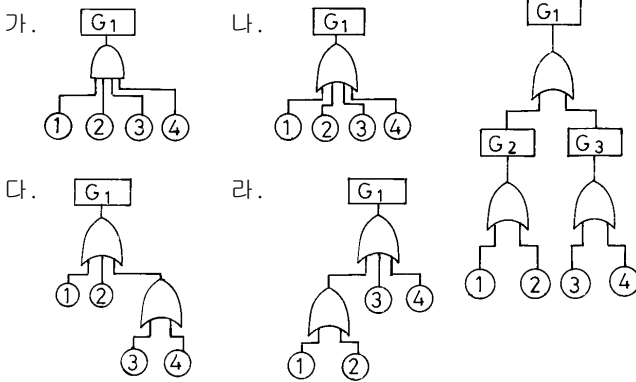 가. G1
① ② ③ ④
나. G1
① ② ③ ④
다. G1
① ②
③ ④
라. G1
③ ④
① ②
G1
G2 G3
① ② ③ ④